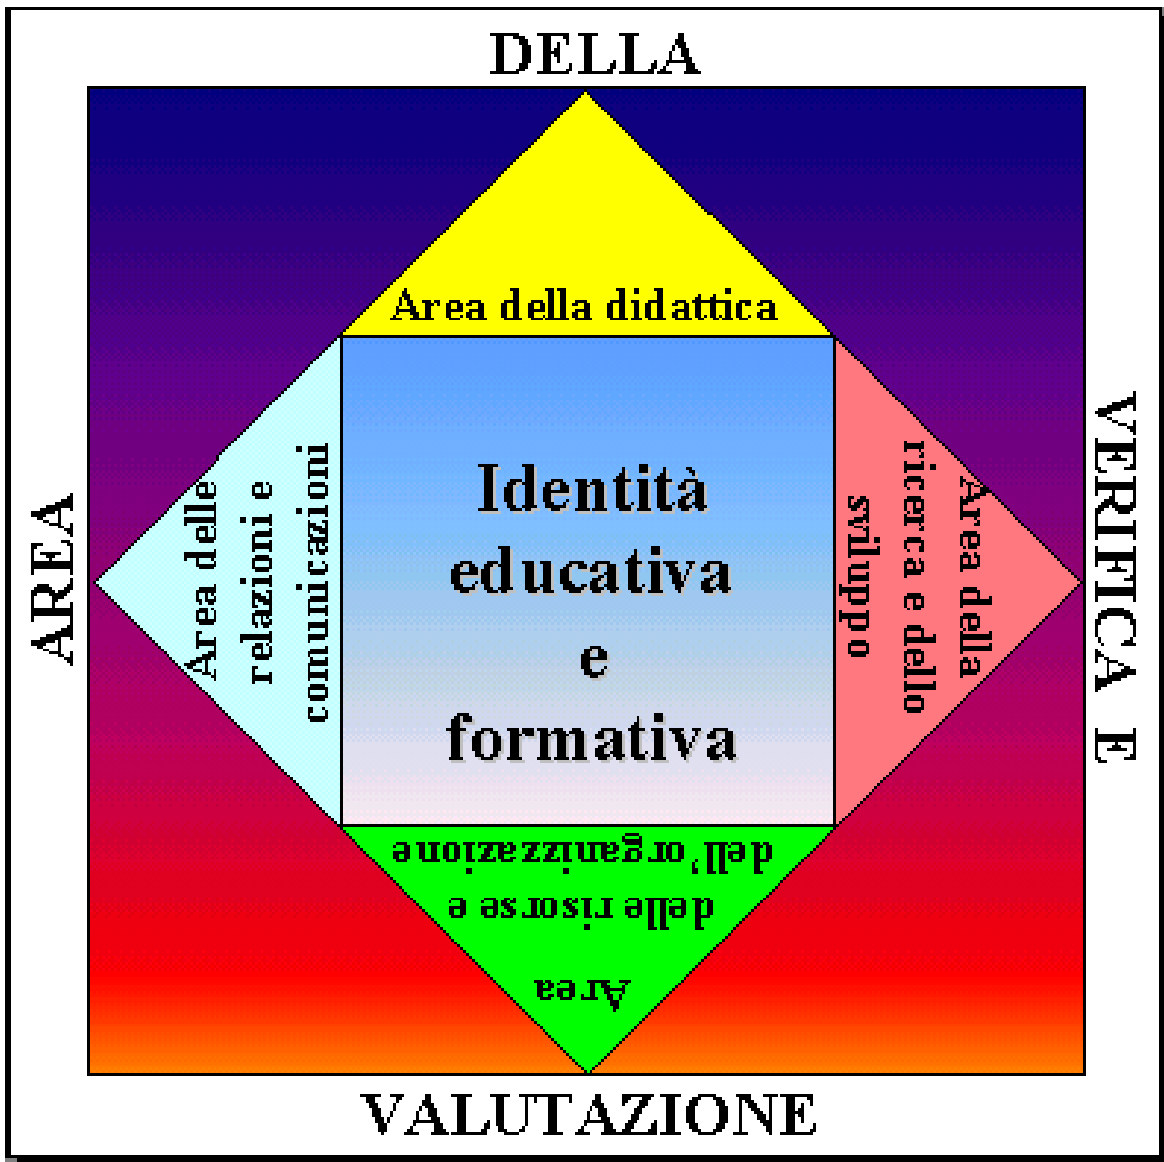 AREA
DELLA
VERIFICA E
VALUTAZIONE
Area della didattica
Area delle
relazioni e
comunicazioni
Identità
educativa
e
formativa
Area della
ricerca e dello
sviluppo
Area
delle risorse e
dell'organizzazione